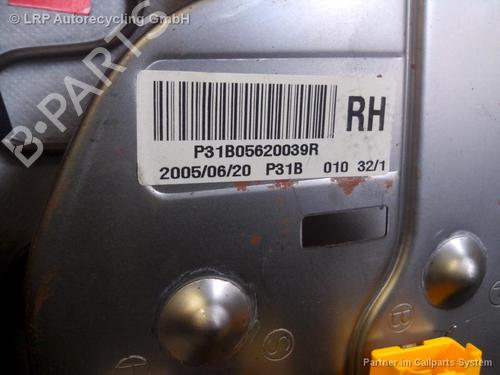 © LRP Autorecycling GmbH
B-PARTS
RH
P31B05620039R
2005/06/20 P31B 010 32/1
S
B
Partner im Callparts System